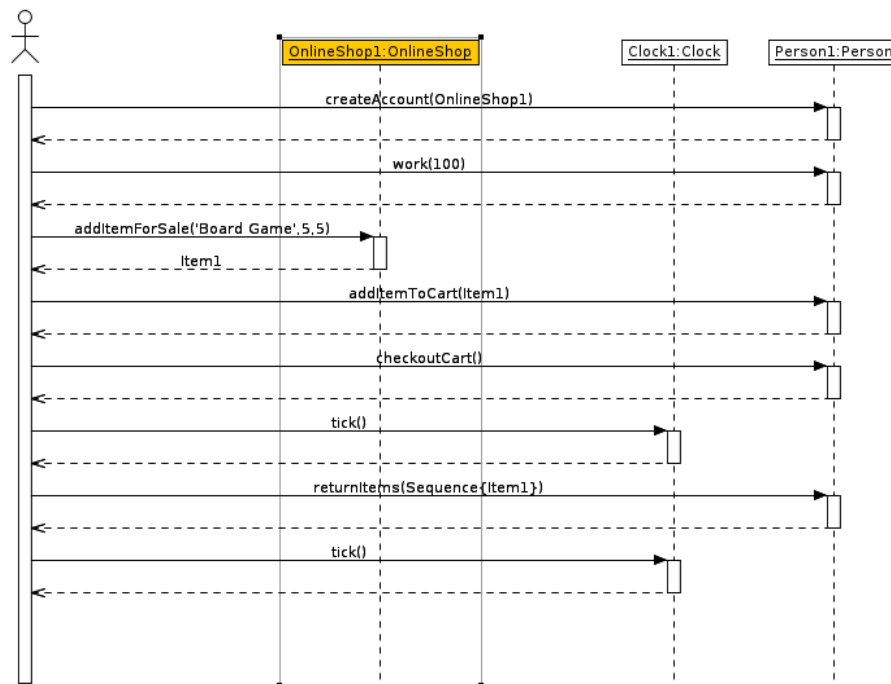 OnlineShop1:OnlineShop
Clock1:Clock
Person1:Person
createAccount(OnlineShop1)
work(100)
addItemForSale('Board Game',5,5)
Item1
addItemToCart(Item1)
checkoutCart()
tick()
returnItems(Sequence{Item1})
tick()